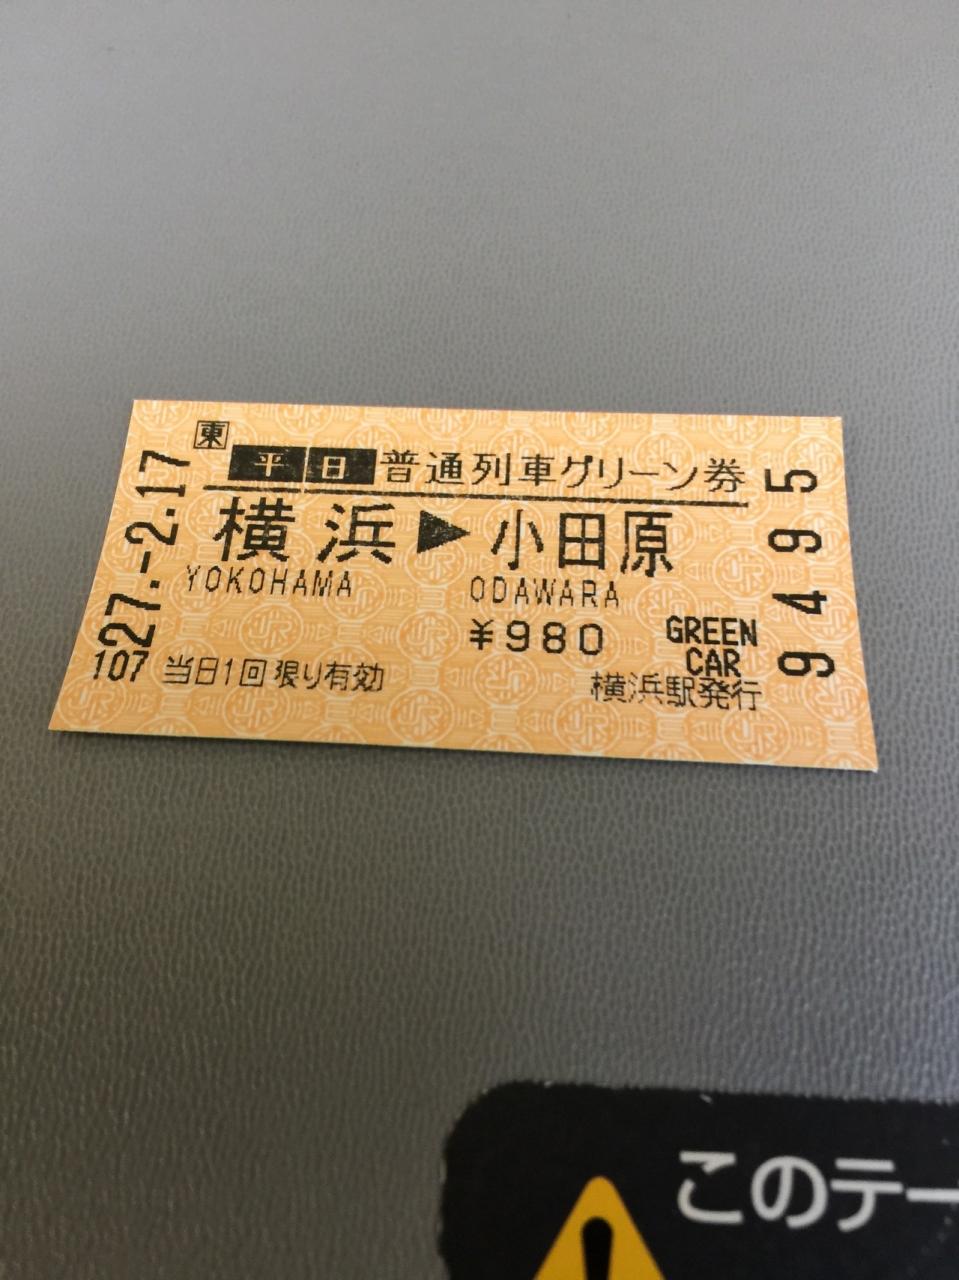 東
平日 普通列車グリーン券
横浜▶小田原
YOKOHAMA ODAWARA
¥980
GREEN
CAR
107 当日1回限り有効
横浜駅発行
27.-2.17
9495
このテー